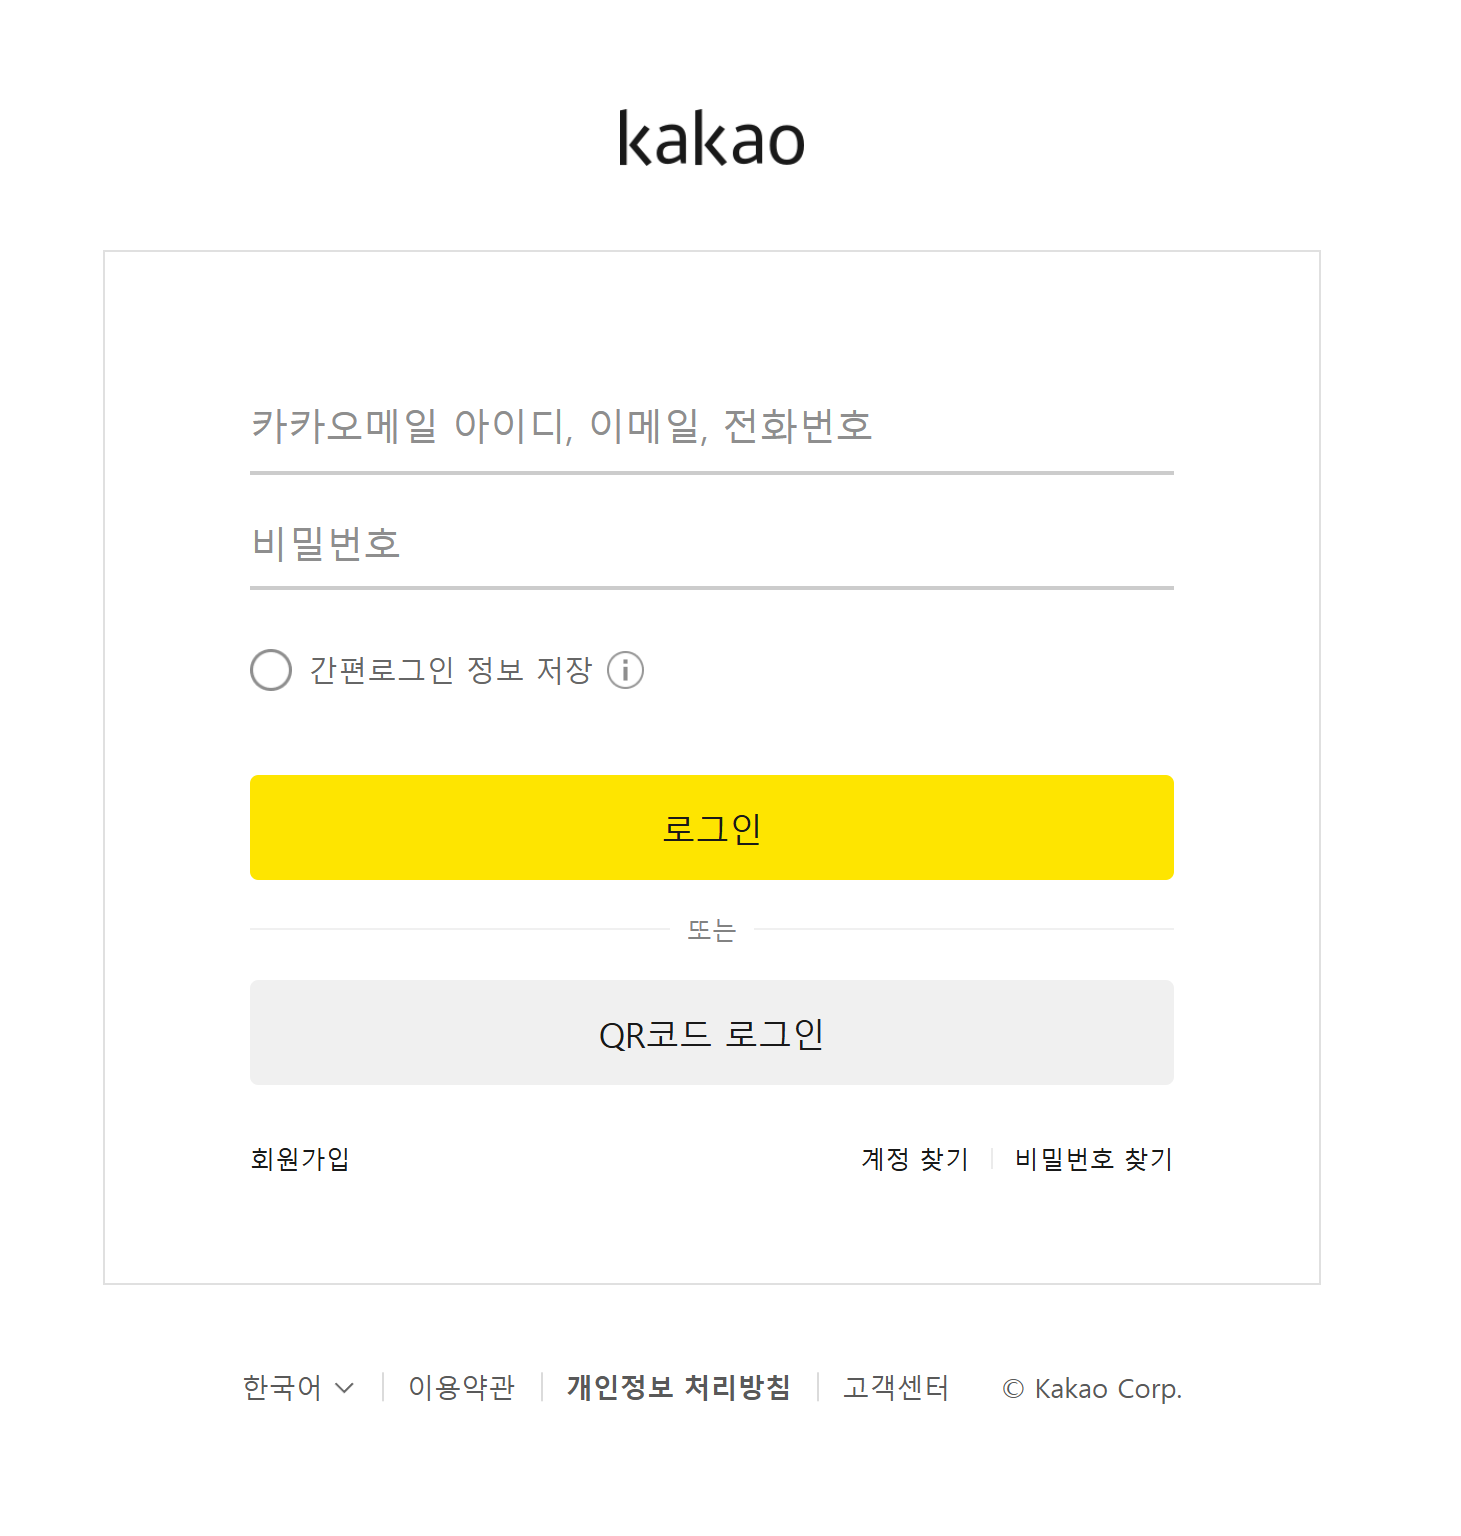 kakao
카카오메일 아이디, 이메일, 전화번호
비밀번호
간편로그인 정보 저장
로그인
또는
QR코드 로그인
회원가입 계정 찾기 비밀번호 찾기
한국어 이용약관 개인정보 처리방침 고객센터 © Kakao Corp.